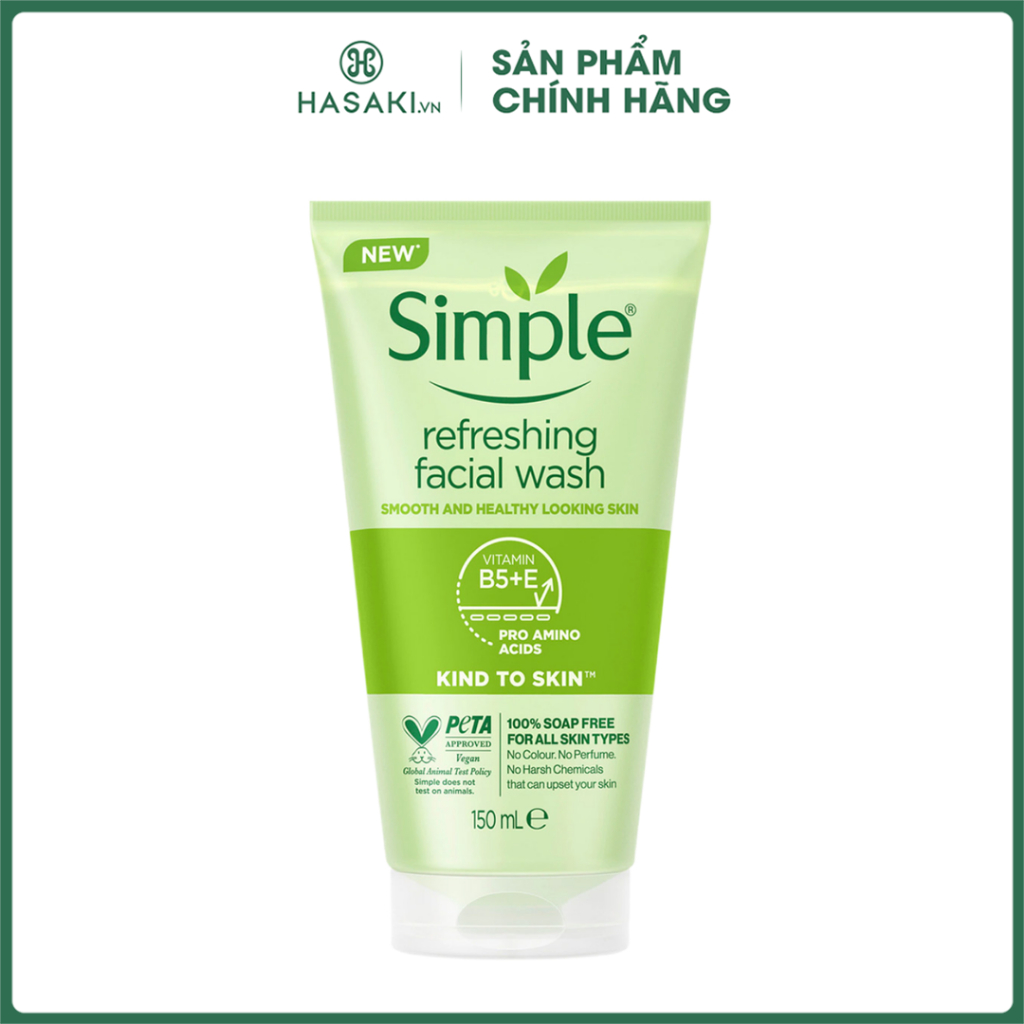 HASAKI.VN
SẢN PHẨM
CHÍNH HÃNG
NEW*
Simple®
refreshing
facial wash
SMOOTH AND HEALTHY LOOKING SKIN
VITAMIN
B5+E
PRO AMINO
ACIDS
KIND TO SKIN™
PETA
APPROVED
Vegan
Global Animal Test Policy
Simple does not
test on animals.
100% SOAP FREE
FOR ALL SKIN TYPES
No Colour. No Perfume.
No Harsh Chemicals
that can upset your skin
150 mL ℮